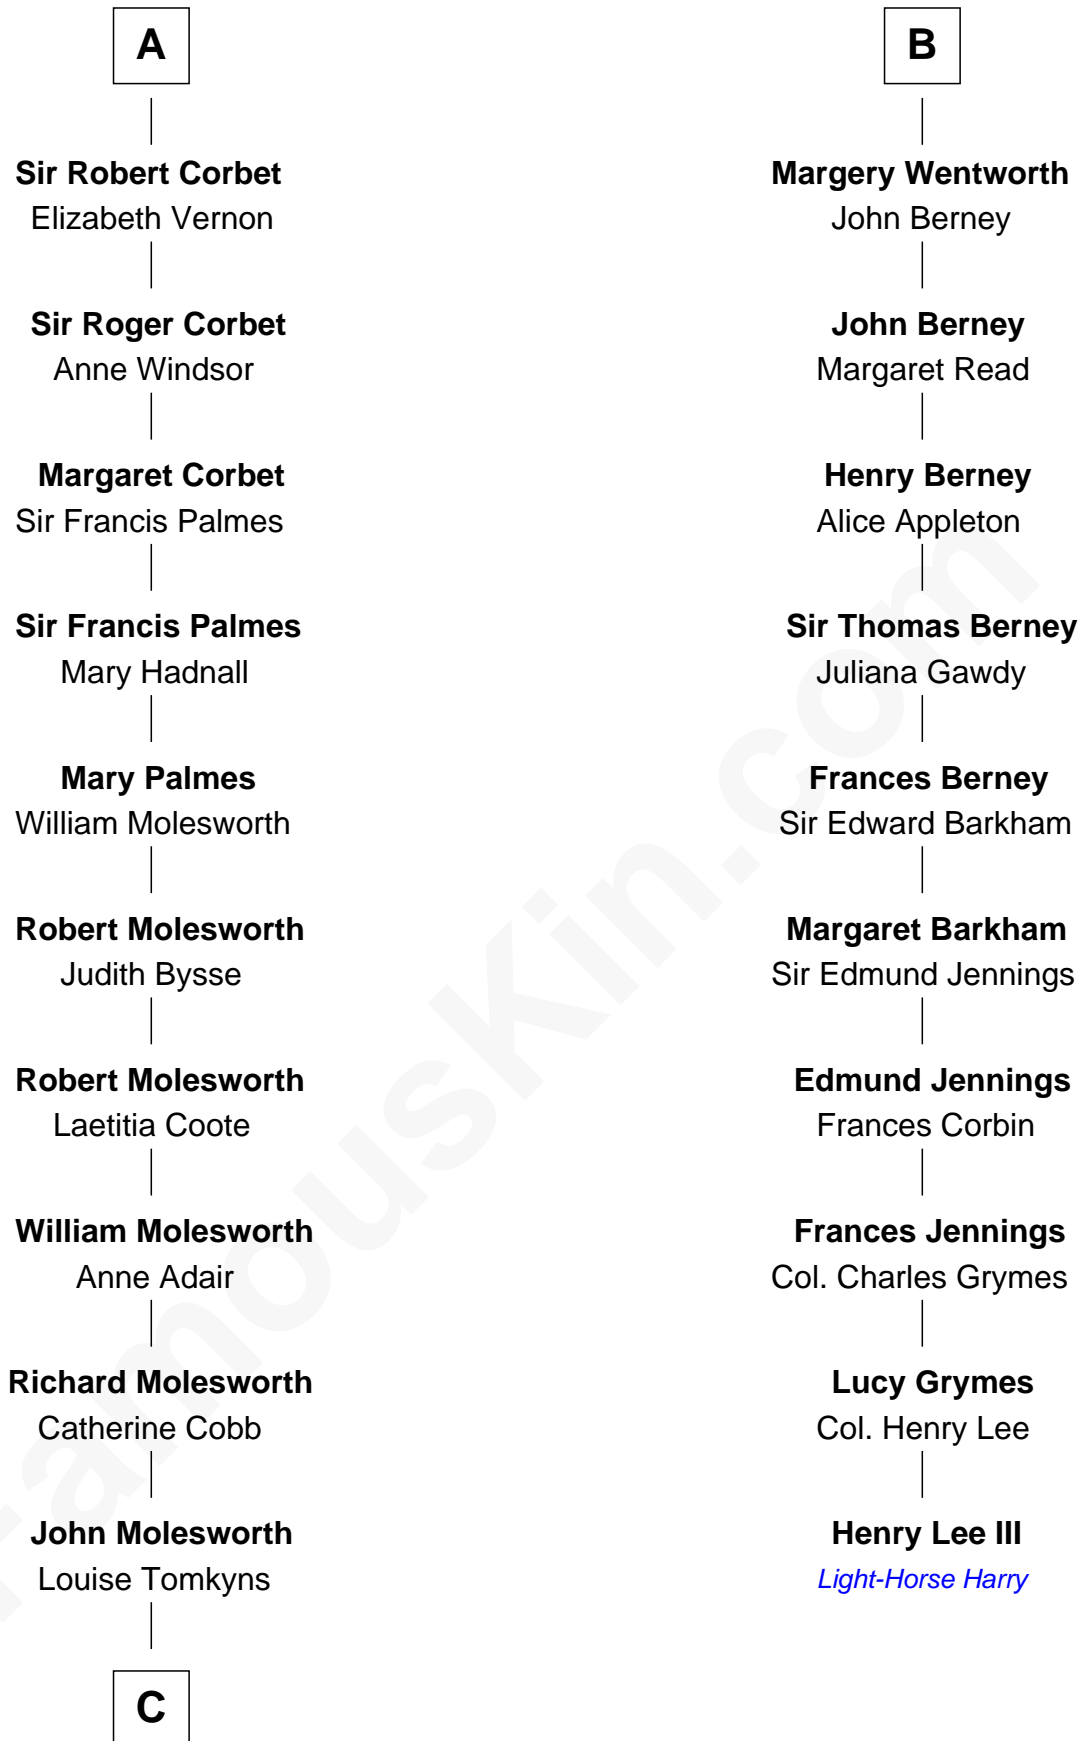 A
Sir Robert Corbet
Elizabeth Vernon
Sir Roger Corbet
Anne Windsor
Margaret Corbet
Sir Francis Palmes
Sir Francis Palmes
Mary Hadnall
Mary Palmes
William Molesworth
Robert Molesworth
Judith Bysse
Robert Molesworth
Laetitia Coote
William Molesworth
Anne Adair
Richard Molesworth
Catherine Cobb
John Molesworth
Louise Tomkyns
C
B
Margery Wentworth
John Berney
John Berney
Margaret Read
Henry Berney
Alice Appleton
Sir Thomas Berney
Juliana Gawdy
Frances Berney
Sir Edward Barkham
Margaret Barkham
Sir Edmund Jennings
Edmund Jennings
Frances Corbin
Frances Jennings
Col. Charles Grymes
Lucy Grymes
Col. Henry Lee
Henry Lee III
Light-Horse Harry
FamousKin.com